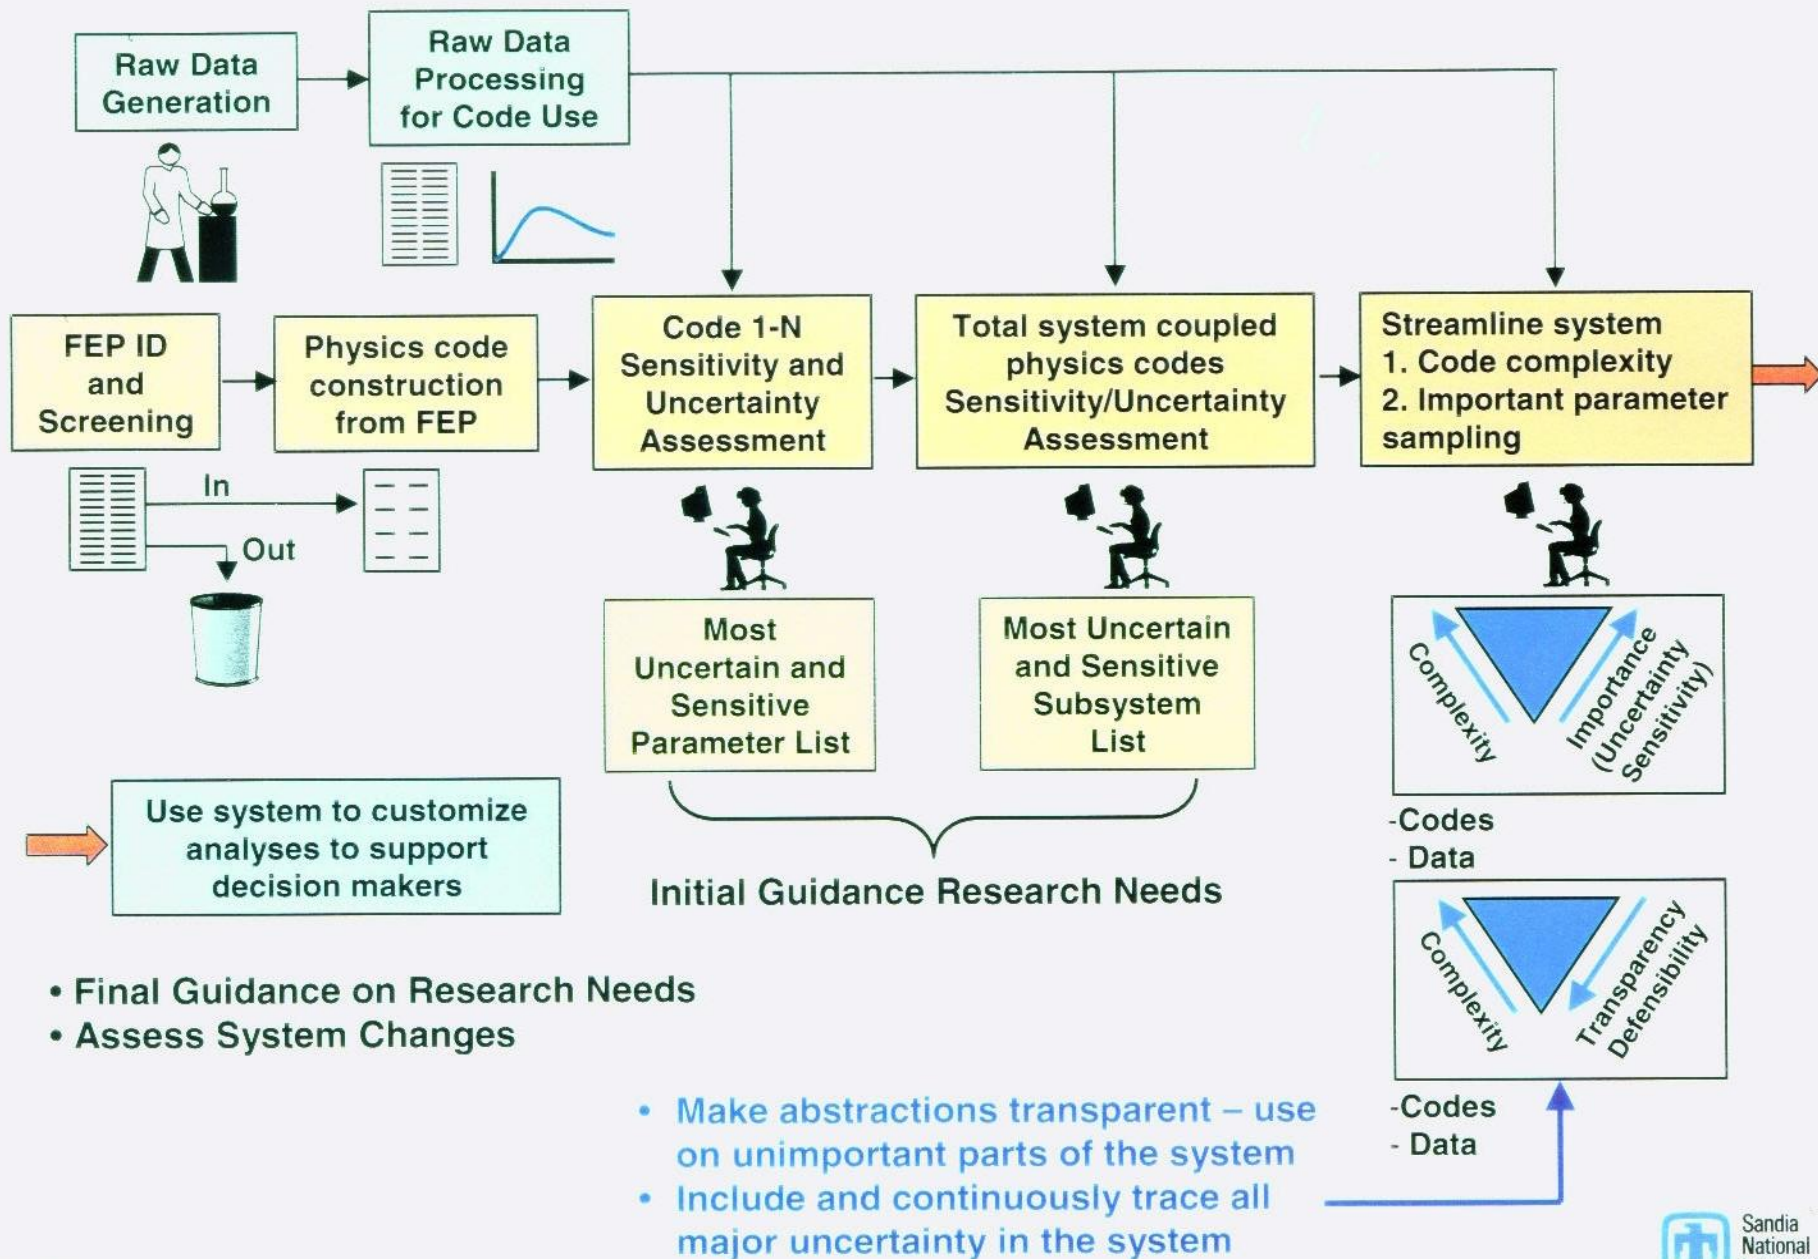 Raw Data
Generation
Raw Data
Processing
for Code Use
FEP ID
and
Screening
Physics code
construction
from FEP
Code 1-N
Sensitivity and
Uncertainty
Assessment
Total system coupled
physics codes
Sensitivity/Uncertainty
Assessment
Streamline system
1. Code complexity
2. Important parameter
sampling
In
Out
Most
Uncertain and
Sensitive
Parameter List
Most Uncertain
and Sensitive
Subsystem
List
Complexity
Importance
(Uncertainty
Sensitivity)
-Codes
- Data
Use system to customize
analyses to support
decision makers
Initial Guidance Research Needs
Complexity
Transparency
Defensibility
-Codes
- Data
• Final Guidance on Research Needs
• Assess System Changes
• Make abstractions transparent – use
on unimportant parts of the system
• Include and continuously trace all
major uncertainty in the system
Sandia
National